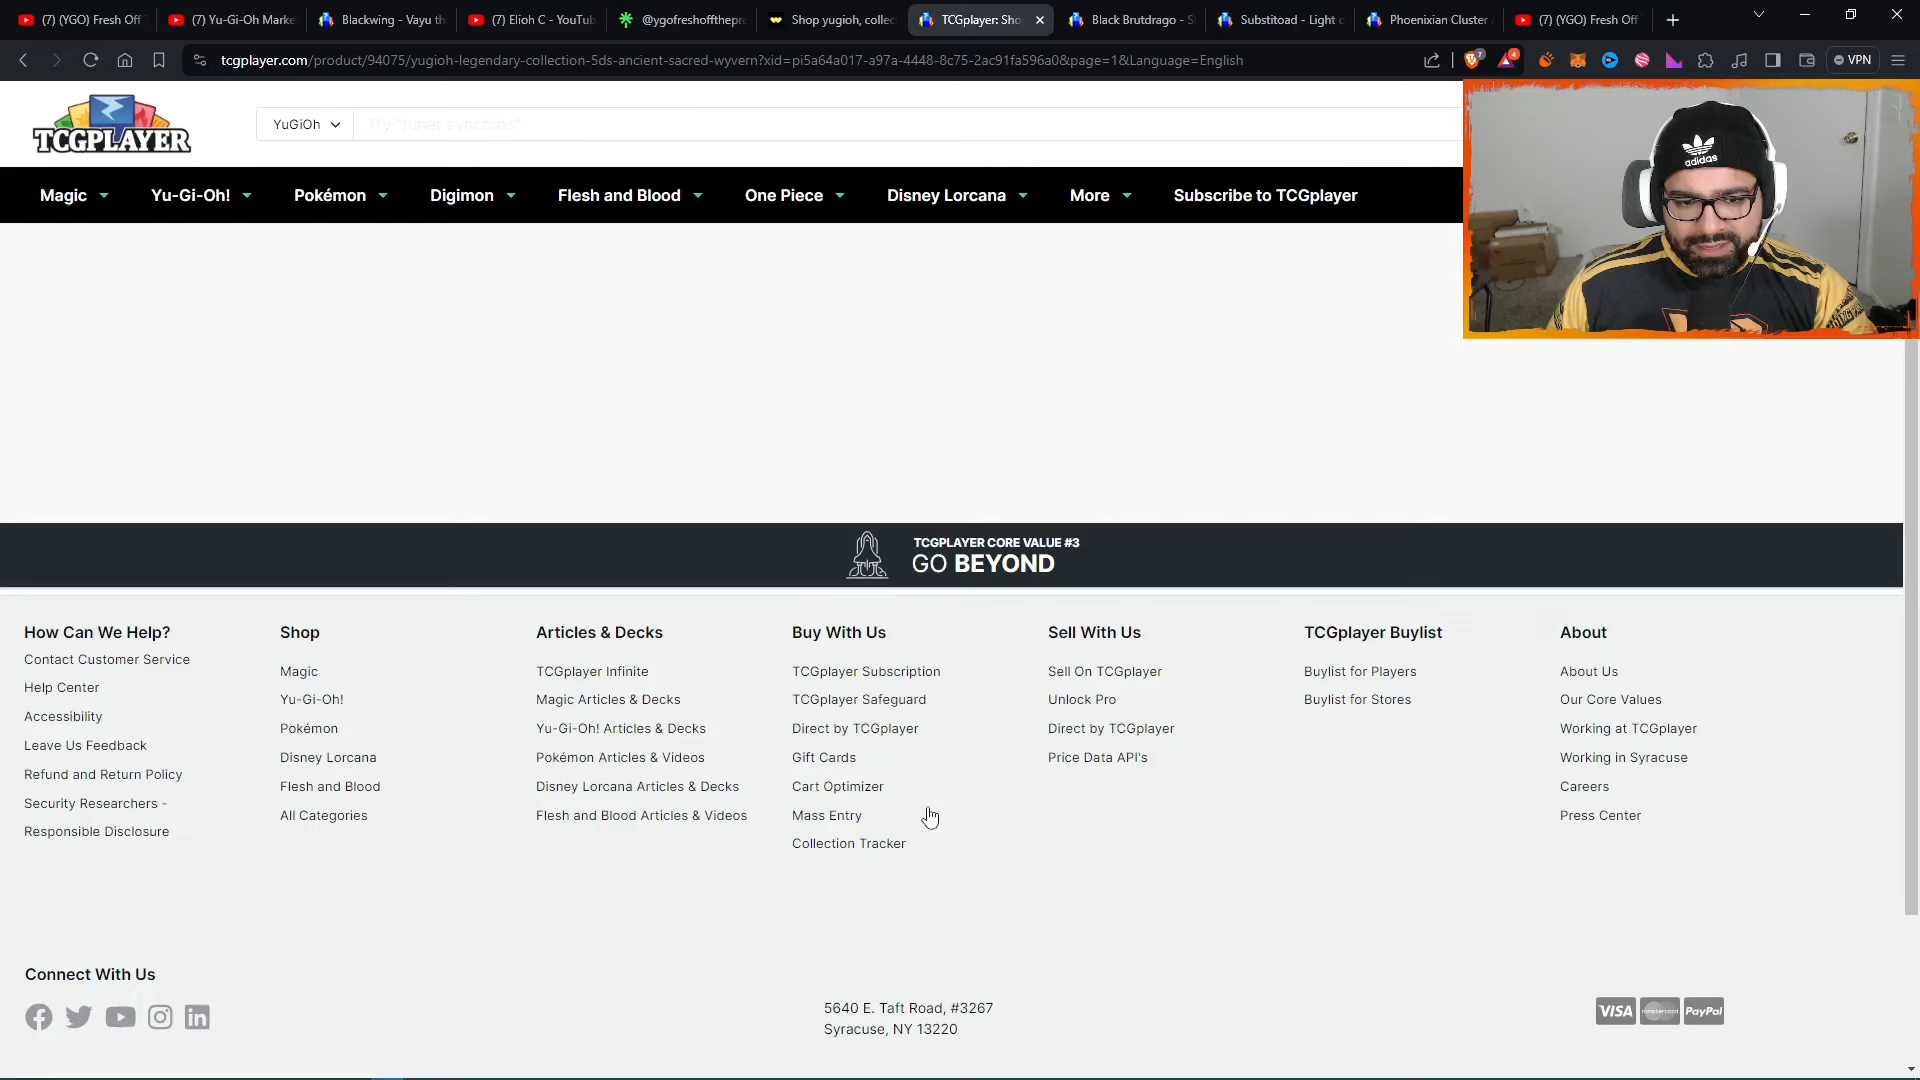 (7) (YGO) Fresh Off
(7) Yu-Gi-Oh Marke
Blackwing - Vayu th
(7) Elioh C - YouTub
@ygofreshoffthepre
Shop yugioh, collec
TCGplayer: Sho
Black Brutdrago - S
Substitoad - Light o
Phoenixian Cluster
(7) (YGO) Fresh Off
tcgplayer.com/product/94075/yugioh-legendary-collection-5ds-ancient-sacred-wyvern?xid=pi5a64a017-a97a-4448-8c75-2ac91fa596a0&page=1&Language=English
7
4
VPN
TCGPLAYER
YuGiOh
Try "tuner synchros"
adidas
Magic
Yu-Gi-Oh!
Pokémon
Digimon
Flesh and Blood
One Piece
Disney Lorcana
More
Subscribe to TCGplayer
TCGPLAYER CORE VALUE #3
GO BEYOND
How Can We Help?
Contact Customer Service
Help Center
Accessibility
Leave Us Feedback
Refund and Return Policy
Security Researchers -
Responsible Disclosure
Shop
Magic
Yu-Gi-Oh!
Pokémon
Disney Lorcana
Flesh and Blood
All Categories
Articles & Decks
TCGplayer Infinite
Magic Articles & Decks
Yu-Gi-Oh! Articles & Decks
Pokémon Articles & Videos
Disney Lorcana Articles & Decks
Flesh and Blood Articles & Videos
Buy With Us
TCGplayer Subscription
TCGplayer Safeguard
Direct by TCGplayer
Gift Cards
Cart Optimizer
Mass Entry
Collection Tracker
Sell With Us
Sell On TCGplayer
Unlock Pro
Direct by TCGplayer
Price Data API's
TCGplayer Buylist
Buylist for Players
Buylist for Stores
About
About Us
Our Core Values
Working at TCGplayer
Working in Syracuse
Careers
Press Center
Connect With Us
5640 E. Taft Road, #3267
Syracuse, NY 13220
VISA
mastercard
PayPal